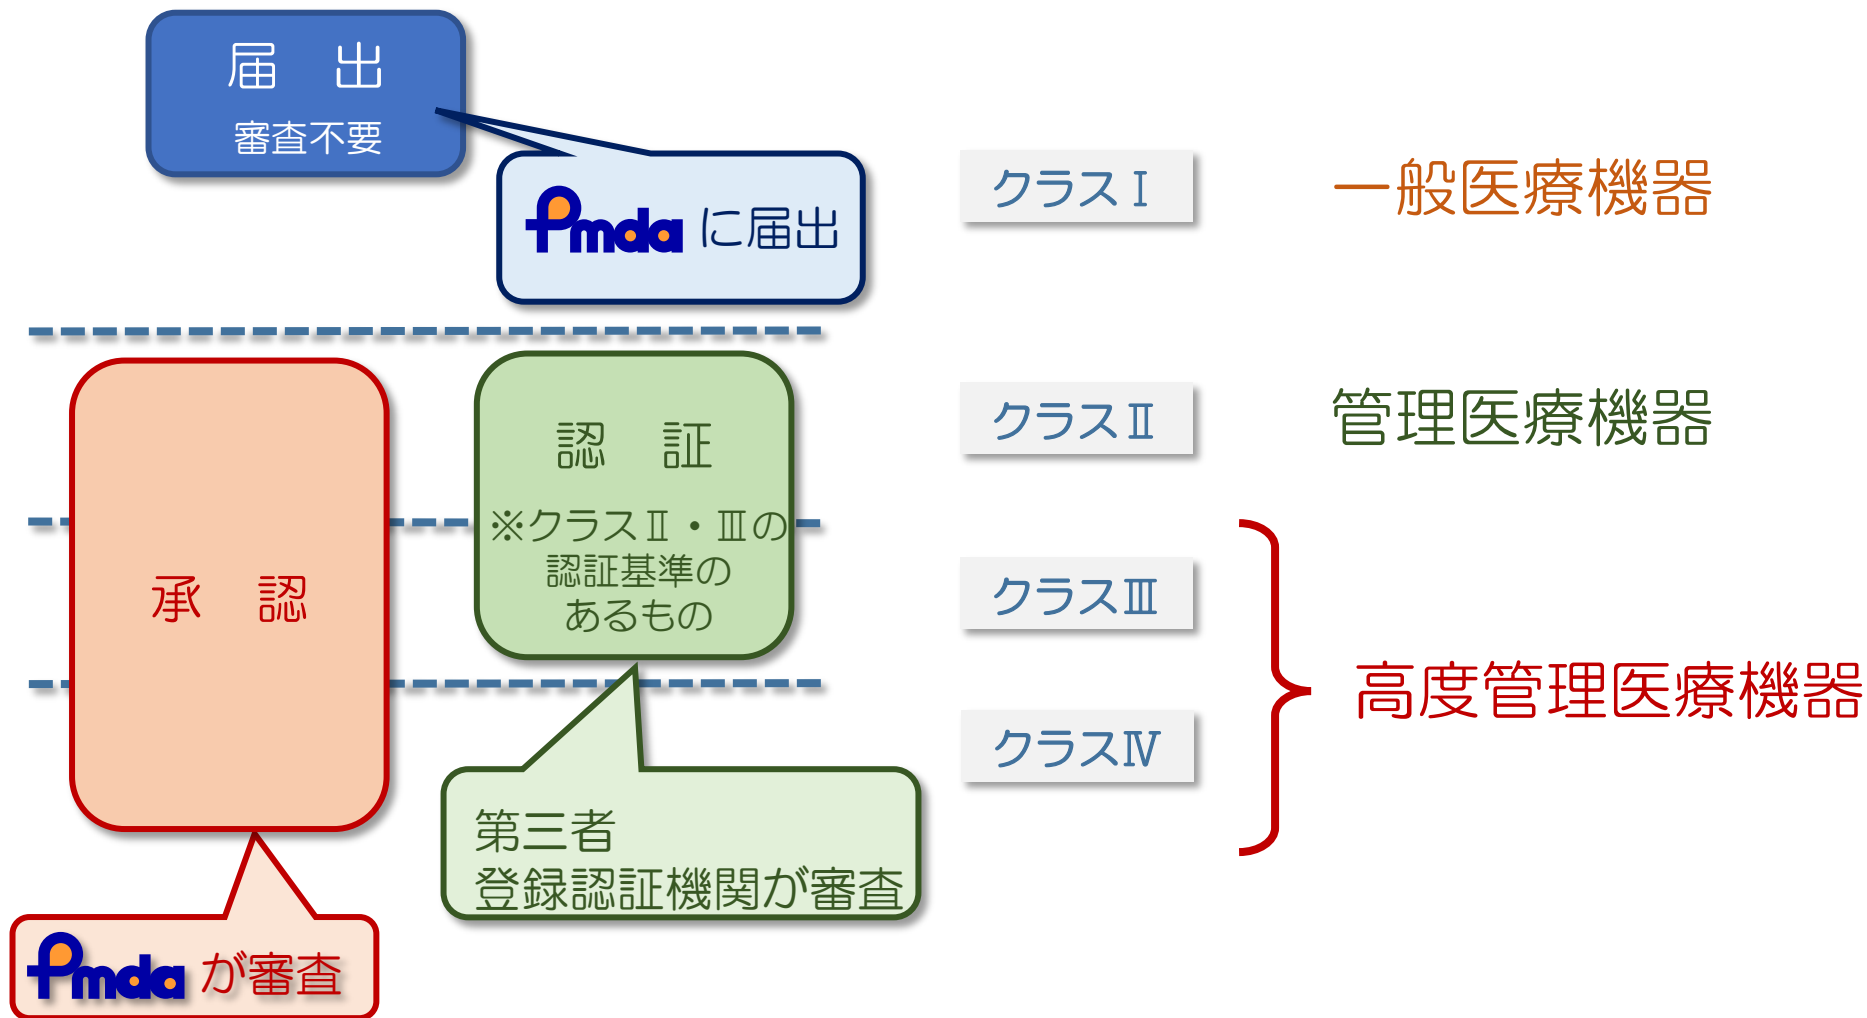 届　出
審査不要
pmda に届出
クラスⅠ
一般医療機器
承　認
認　証
※クラスⅡ・Ⅲの
認証基準の
あるもの
クラスⅡ
管理医療機器
クラスⅢ
クラスⅣ
高度管理医療機器
第三者
登録認証機関が審査
pmda が審査